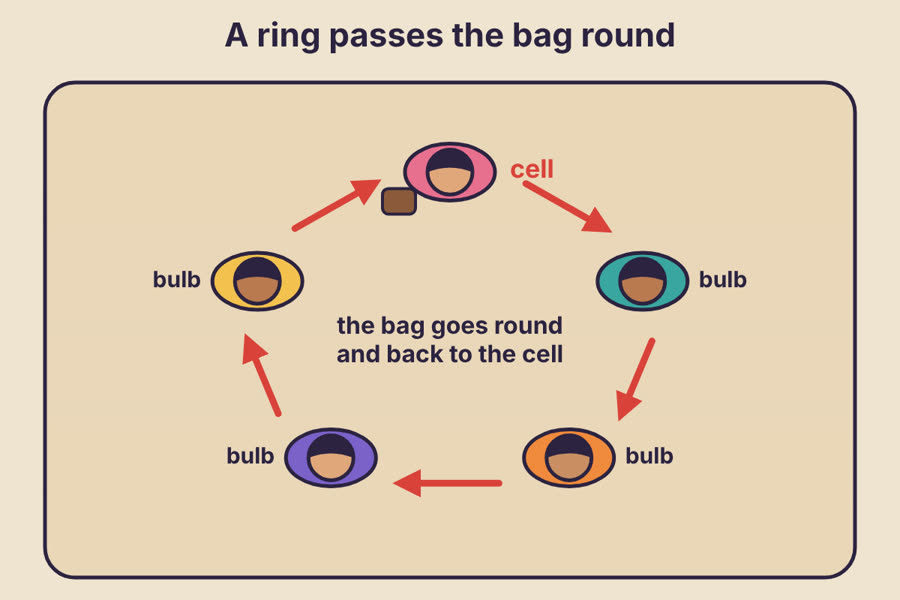 A ring passes the bag round
cell
bulb
bulb
the bag goes round
and back to the cell
bulb
bulb